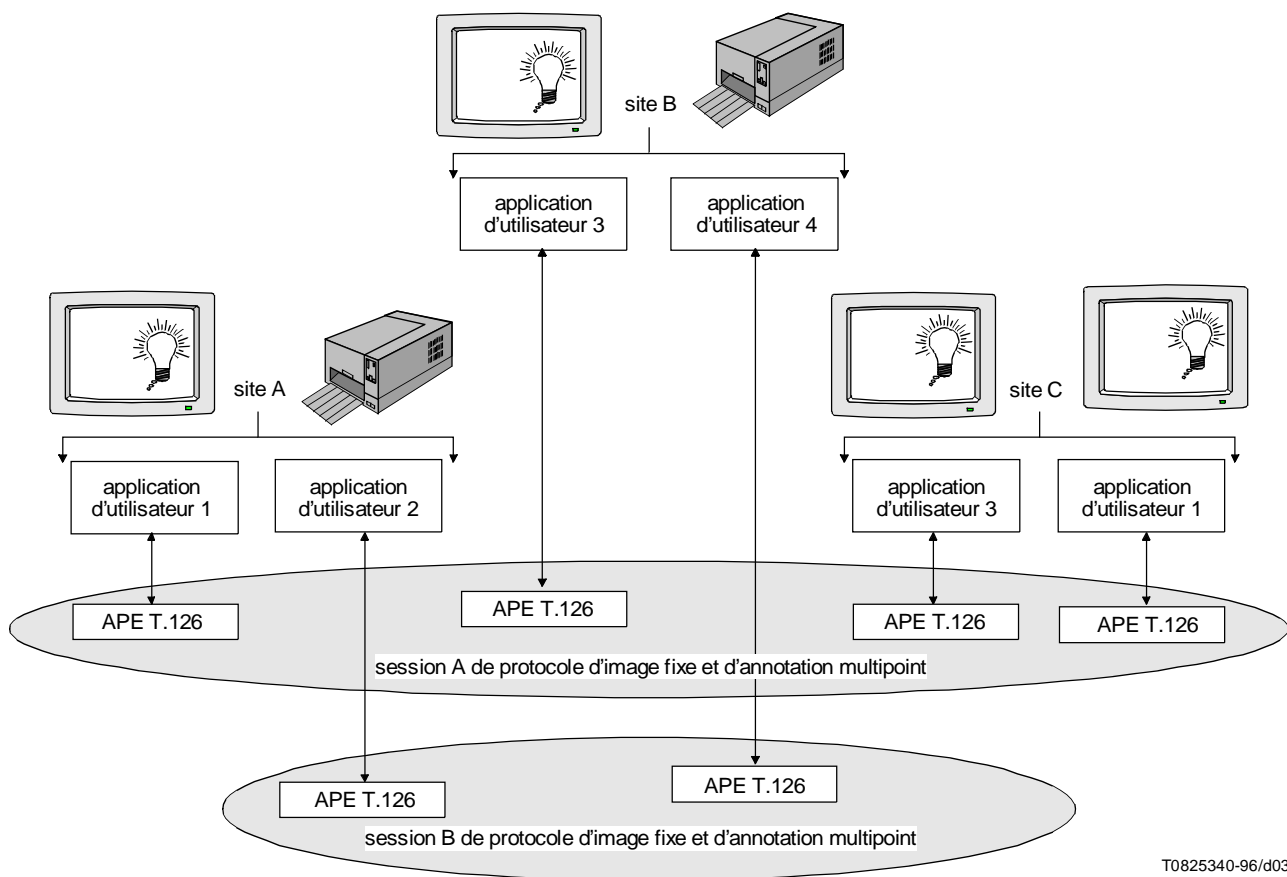 site B
application
d'utilisateur 3
application
d'utilisateur 4
site A
site C
application
d'utilisateur 1
application
d'utilisateur 2
application
d'utilisateur 3
application
d'utilisateur 1
APE T.126
APE T.126
APE T.126
APE T.126
session A de protocole d'image fixe et d'annotation multipoint
APE T.126
APE T.126
session B de protocole d'image fixe et d'annotation multipoint
T0825340-96/d03